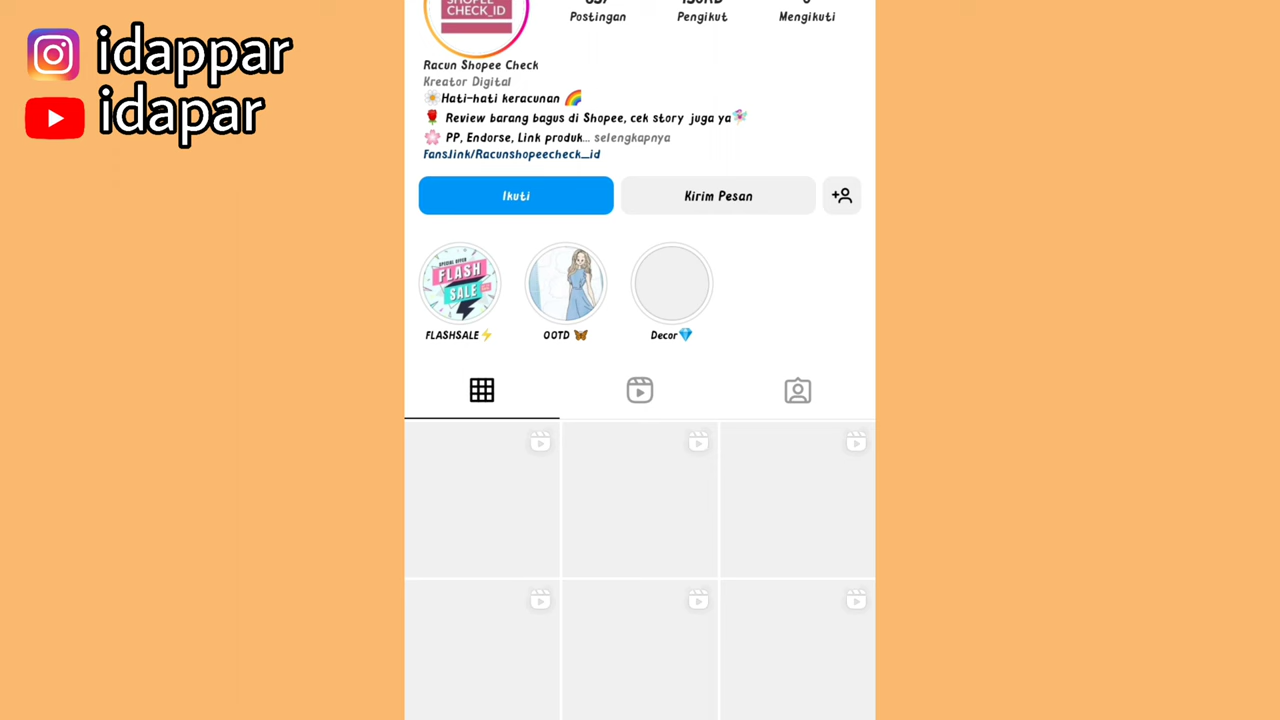 idappar
idapar
CHECK_ID
Postingan
Pengikut
Mengikuti
Racun Shopee Check
Kreator Digital
🌼Hati-hati keracunan 🌈
🌹 Review barang bagus di Shopee, cek story juga ya🧚
🌸 PP, Endorse, Link produk... selengkapnya
Fans.link/Racunshopeecheck_id
Ikuti
Kirim Pesan
SPECIAL OFFER
FLASH
SALE
FLASHSALE⚡
OOTD 🦋
Decor💎